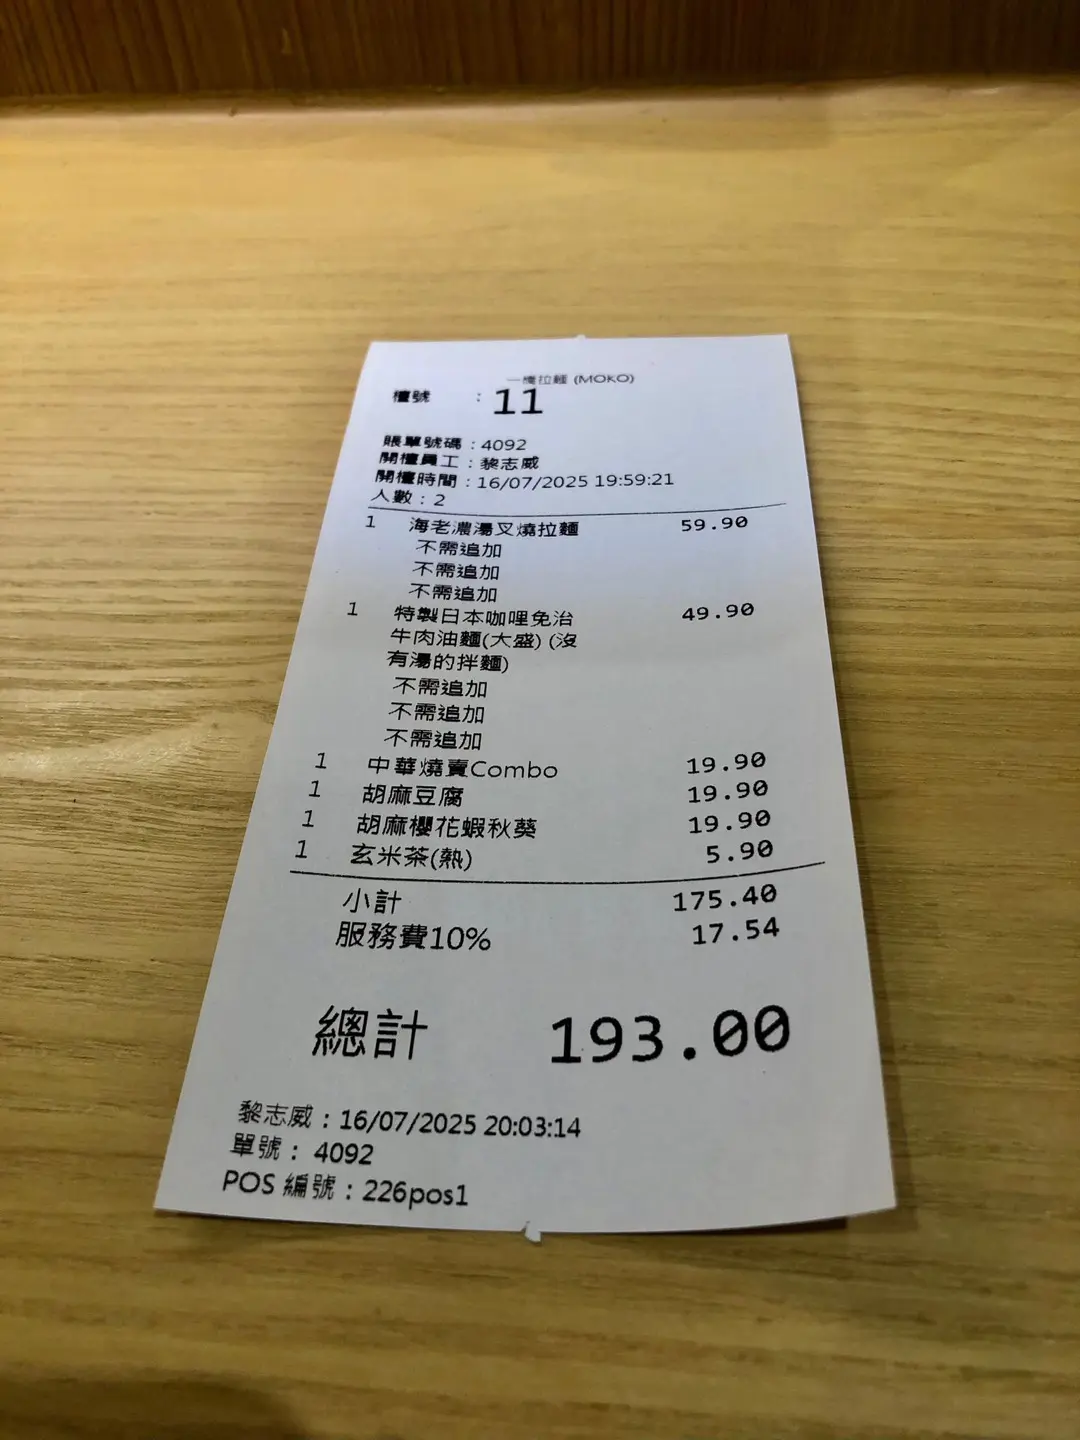 一幡拉麵 (MOKO)
檯號 : 11
賬單號碼 : 4092
開檯員工 : 黎志威
開檯時間 : 16/07/2025 19:59:21
人數 : 2
1 海老濃湯叉燒拉麵 59.90
不需追加
不需追加
不需追加
1 特製日本咖哩免治 49.90
牛肉油麵(大盛) (沒
有湯的拌麵)
不需追加
不需追加
不需追加
1 中華燒賣Combo 19.90
1 胡麻豆腐 19.90
1 胡麻櫻花蝦秋葵 19.90
1 玄米茶(熱) 5.90
小計 175.40
服務費10% 17.54
總計 193.00
黎志威 : 16/07/2025 20:03:14
單號 : 4092
POS 編號 : 226pos1